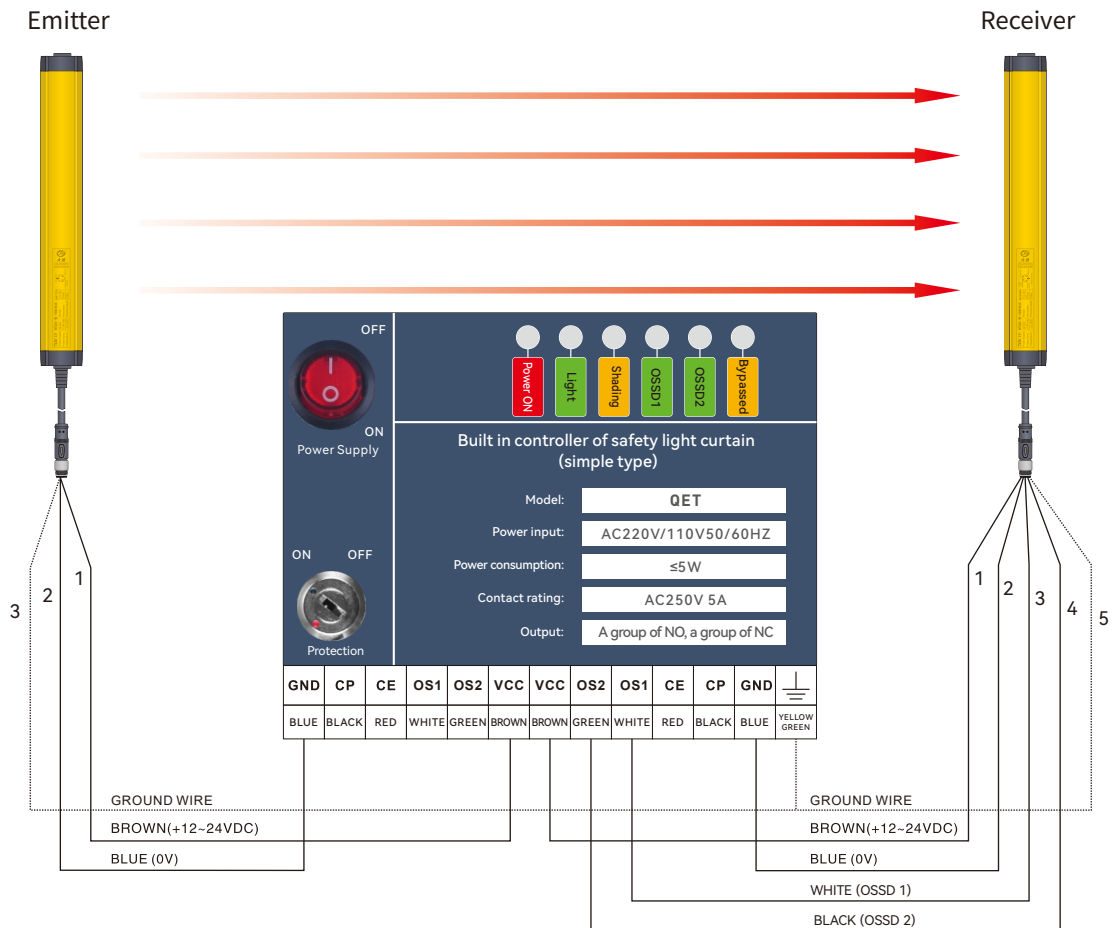 Emitter
Receiver
OFF
ON
Power Supply
Power ON
Light
Shading
OSSD1
OSSD2
Bypassed
Built in controller of safety light curtain
(simple type)
Model: QET
Power input: AC220V/110V50/60HZ
Power consumption: ≤5W
Contact rating: AC250V 5A
Output: A group of NO, a group of NC
ON OFF
Protection
3 2 1
1 2 3 4 5
GND CP CE OS1 OS2 VCC VCC OS2 OS1 CE CP GND
BLUE BLACK RED WHITE GREEN BROWN BROWN GREEN WHITE RED BLACK BLUE YELLOW
GREEN
GROUND WIRE
BROWN(+12~24VDC)
BLUE (0V)
GROUND WIRE
BROWN(+12~24VDC)
BLUE (0V)
WHITE (OSSD 1)
BLACK (OSSD 2)